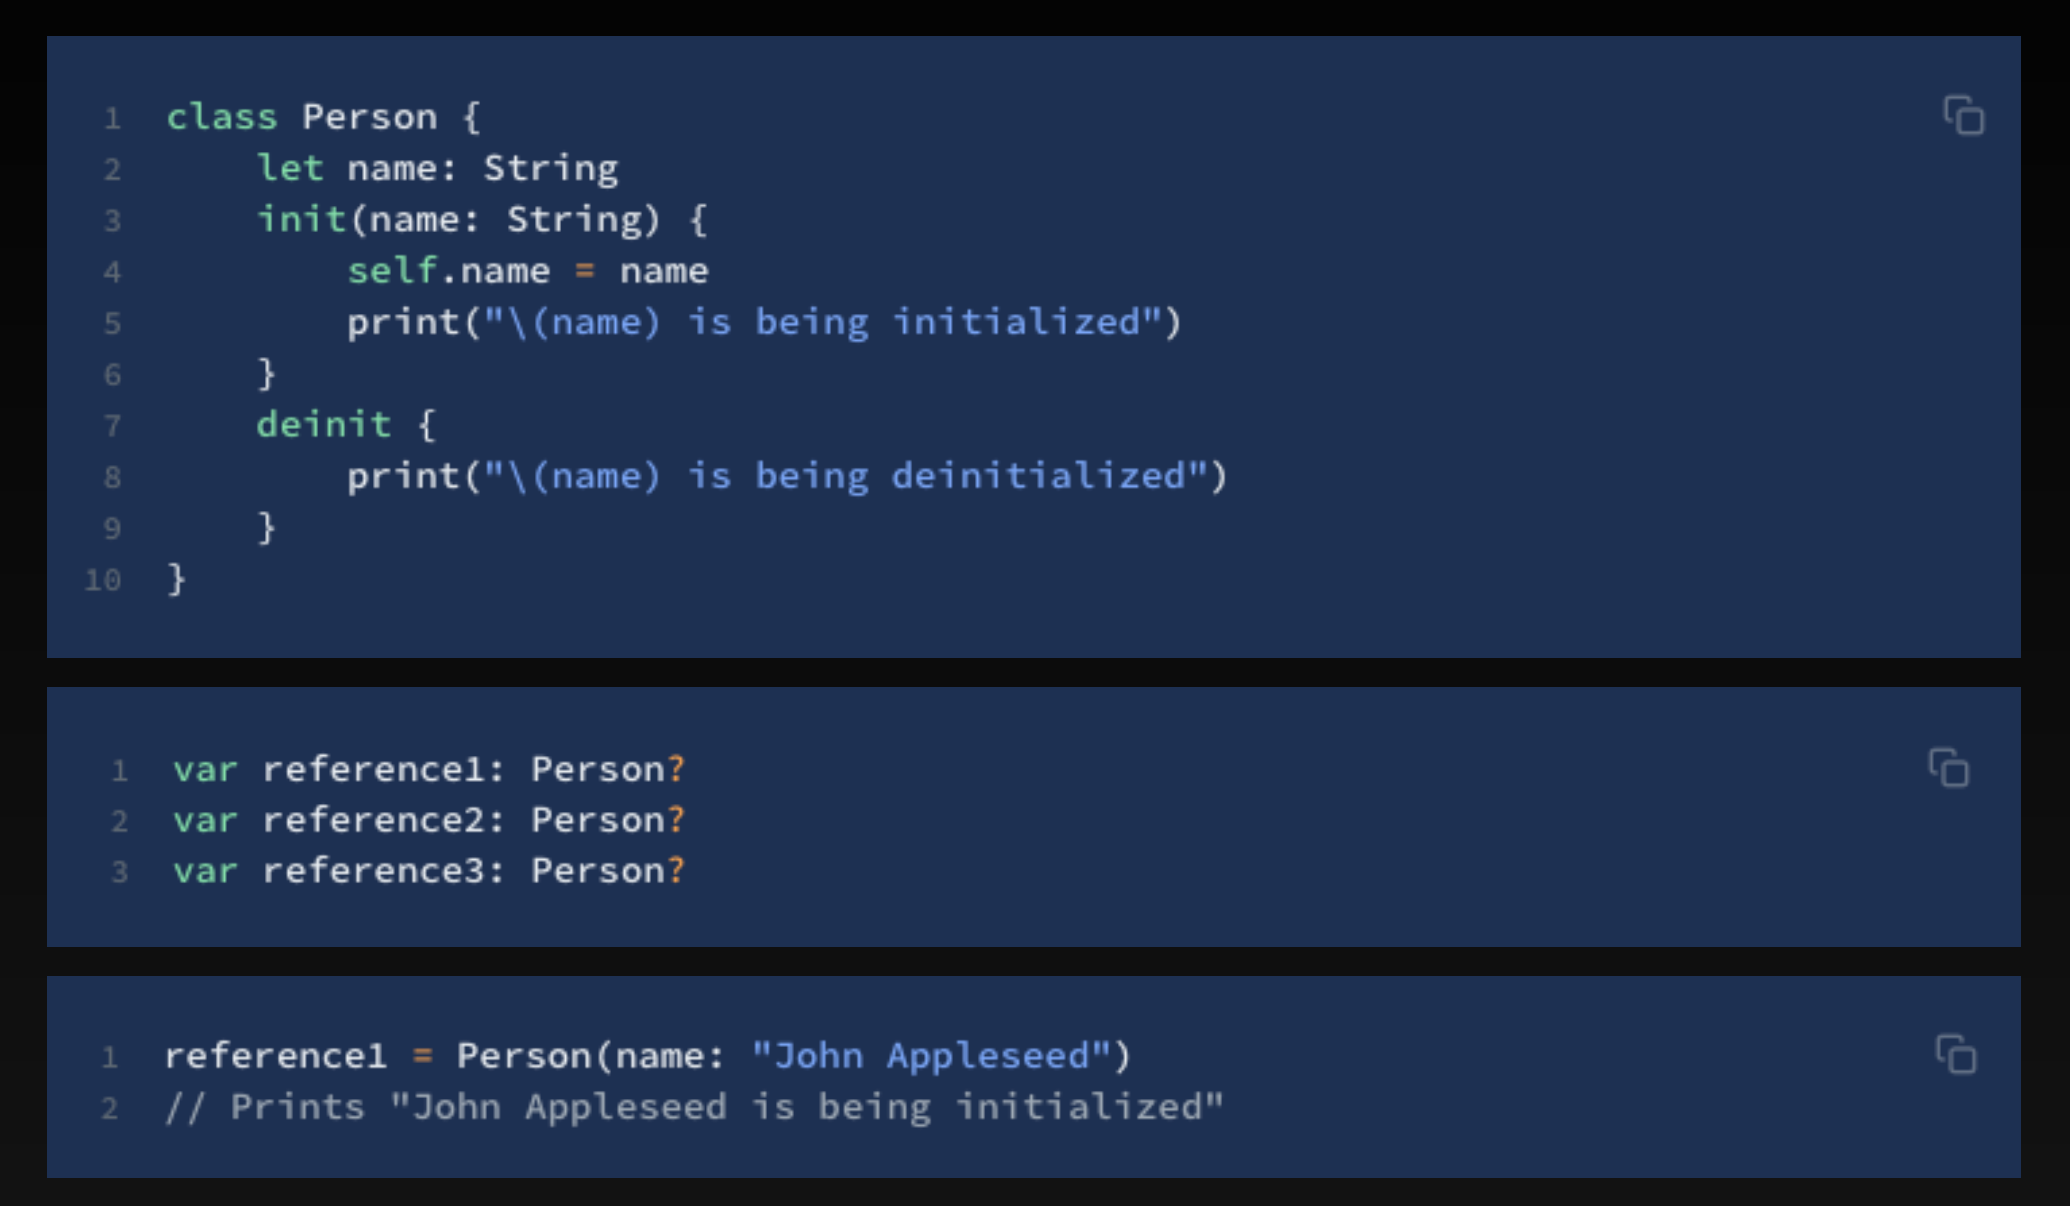 1 class Person {
2     let name: String
3     init(name: String) {
4         self.name = name
5         print("\(name) is being initialized")
6     }
7     deinit {
8         print("\(name) is being deinitialized")
9     }
10 }
1 var reference1: Person?
2 var reference2: Person?
3 var reference3: Person?
1 reference1 = Person(name: "John Appleseed")
2 // Prints "John Appleseed is being initialized"